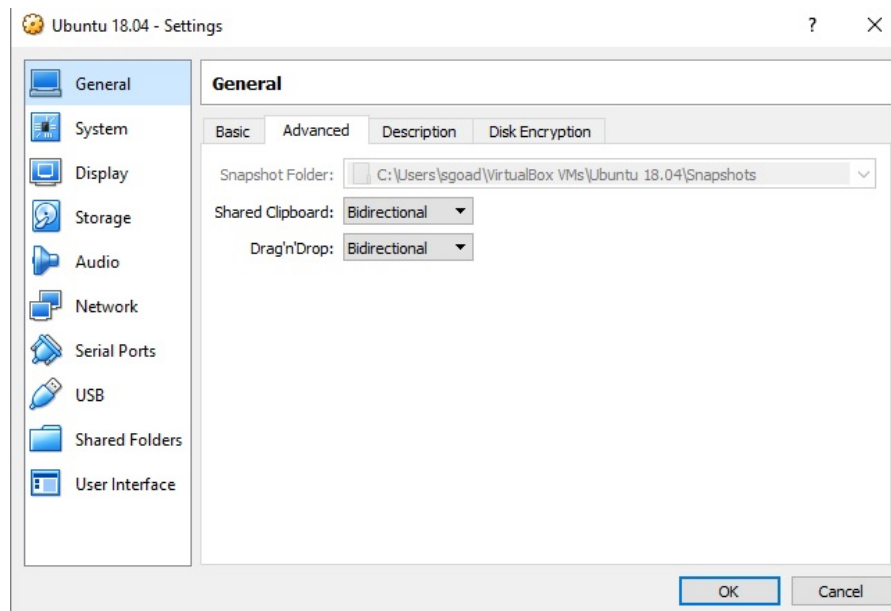 Ubuntu 18.04 - Settings
General
System
Display
Storage
Audio
Network
Serial Ports
USB
Shared Folders
User Interface
General
Basic Advanced Description Disk Encryption
Snapshot Folder: C:\Users\sgoad\VirtualBox VMs\Ubuntu 18.04\Snapshots
Shared Clipboard: Bidirectional
Drag'n'Drop: Bidirectional
OK Cancel